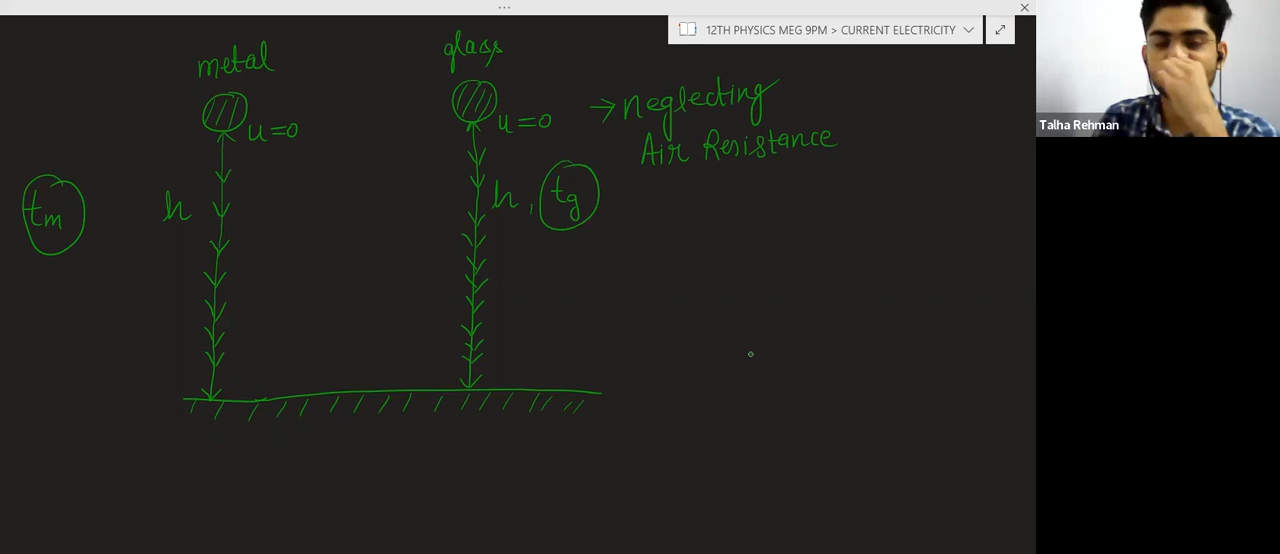 12TH PHYSICS MEG 9PM > CURRENT ELECTRICITY
Talha Rehman
metal
glass
u=0
u=0
→ neglecting
Air Resistance
tm
h
h, tg